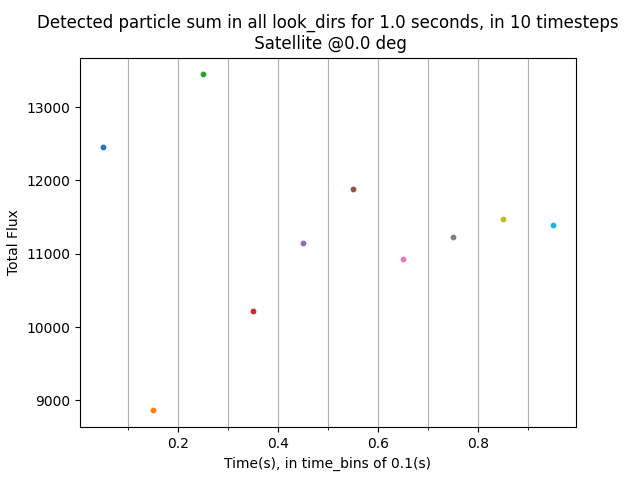 Detected particle sum in all look_dirs for 1.0 seconds, in 10 timesteps
Satellite @0.0 deg
13000
12000
11000
10000
9000
Total Flux
0.2 0.4 0.6 0.8
Time(s), in time_bins of 0.1(s)